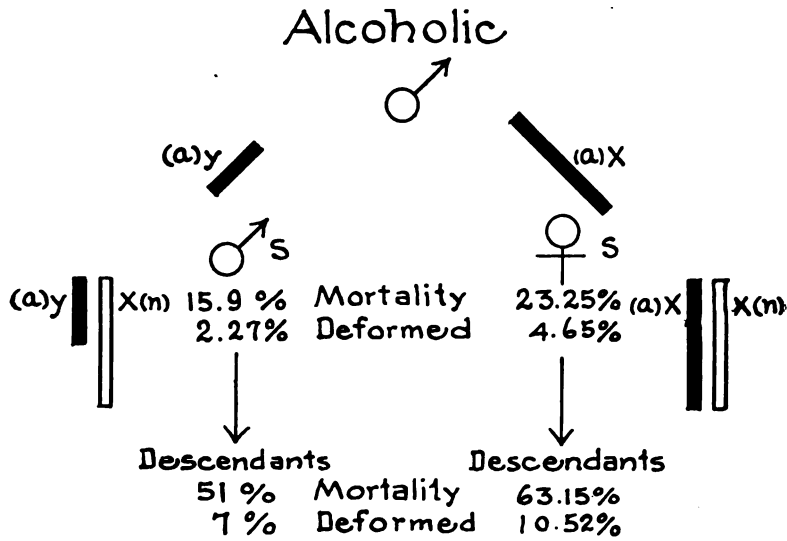 Alcoholic
(a)y (a)X
S S
(a)y X(n) 15.9 % Mortality 23.25% (a)X X(n)
2.27% Deformed 4.65%
Descendants Descendants
51 % Mortality 63.15%
7 % Deformed 10.52%